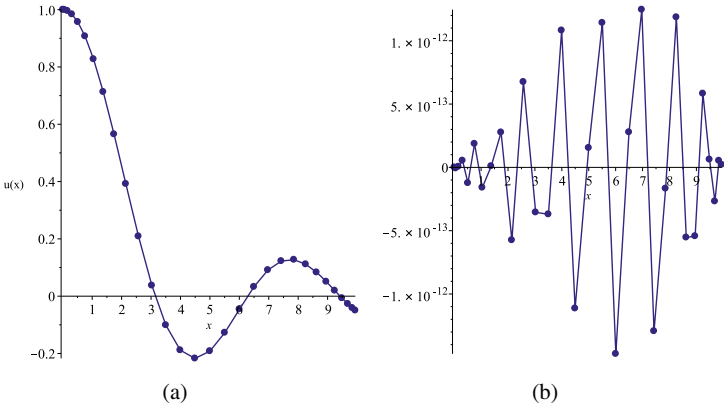 1.0
0.8
0.6
u(x)
0.4
0.2
0
1 2 3 4 5 6 7 8 9
x
−0.2
(a)
1. × 10⁻¹²
5. × 10⁻¹³
0
1 2 3 4 5 6 7 8 9
x
−5. × 10⁻¹³
−1. × 10⁻¹²
(b)